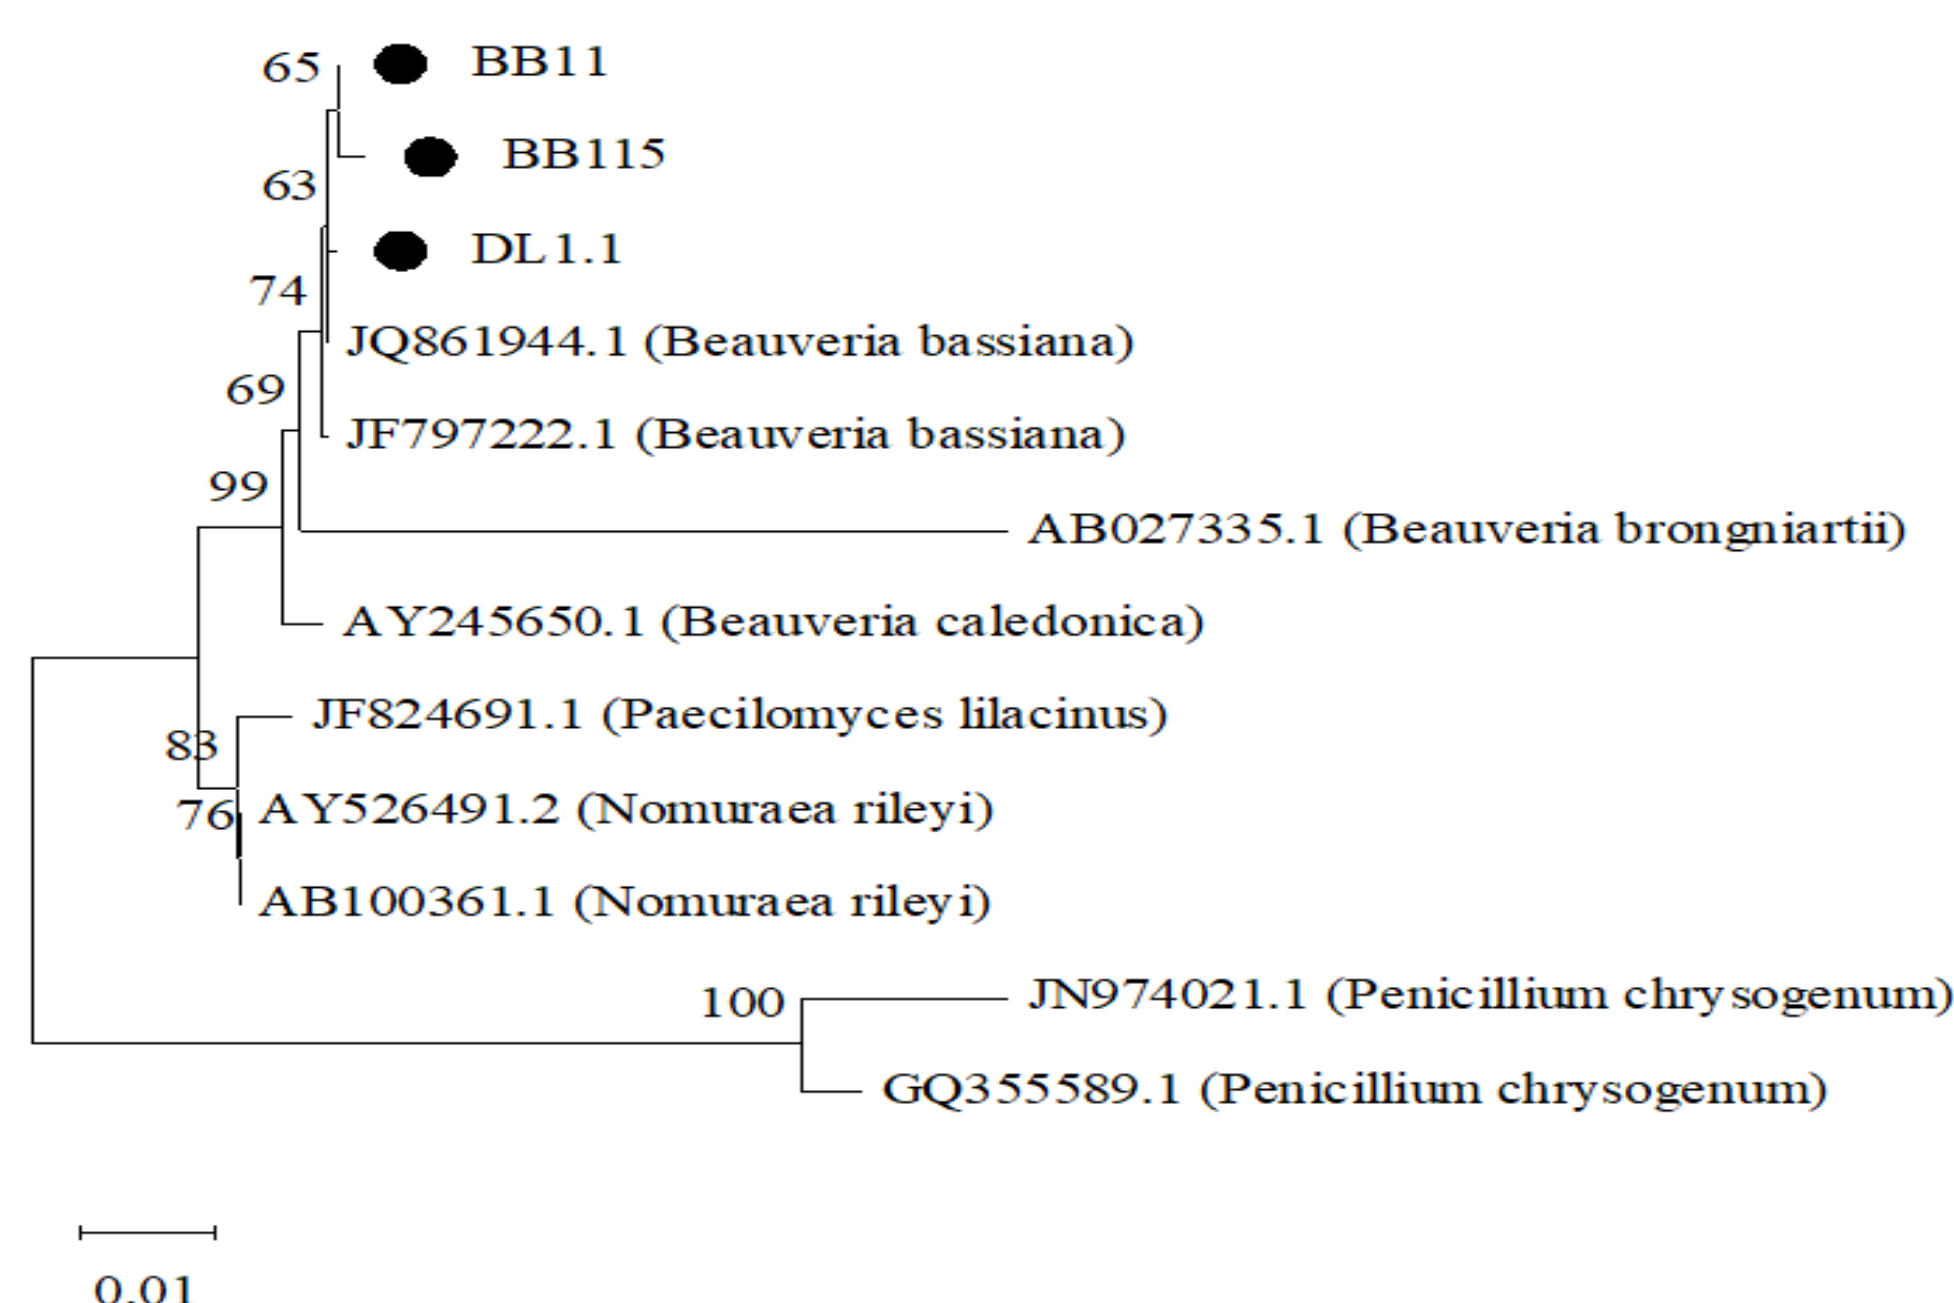 65 BB11
BB115
63
DL1.1
74
JQ861944.1 (Beauveria bassiana)
69
JF797222.1 (Beauveria bassiana)
99
AB027335.1 (Beauveria brongniartii)
AY245650.1 (Beauveria caledonica)
JF824691.1 (Paecilomyces lilacinus)
83
76 AY526491.2 (Nomuraea rileyi)
AB100361.1 (Nomuraea rileyi)
100 JN974021.1 (Penicillium chrysogenum)
GQ355589.1 (Penicillium chrysogenum)
0.01